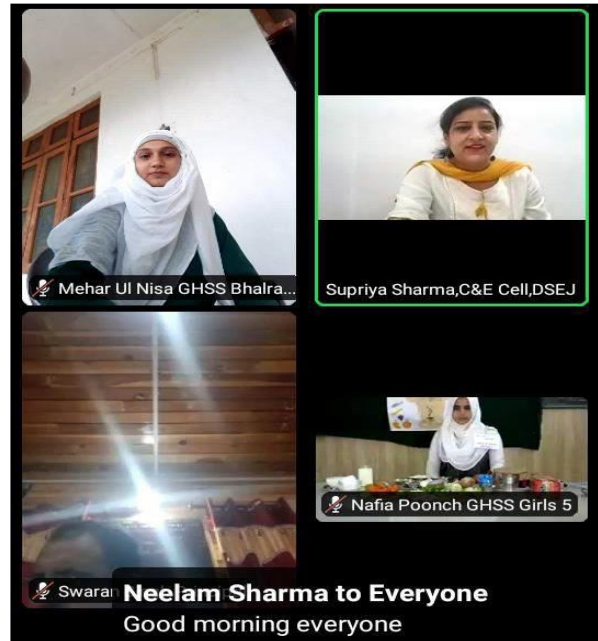 Mehar Ul Nisa GHSS Bhalra...
Supriya Sharma,C&E Cell,DSEJ
Swaran
Nafia Poonch GHSS Girls 5
Neelam Sharma to Everyone
Good morning everyone